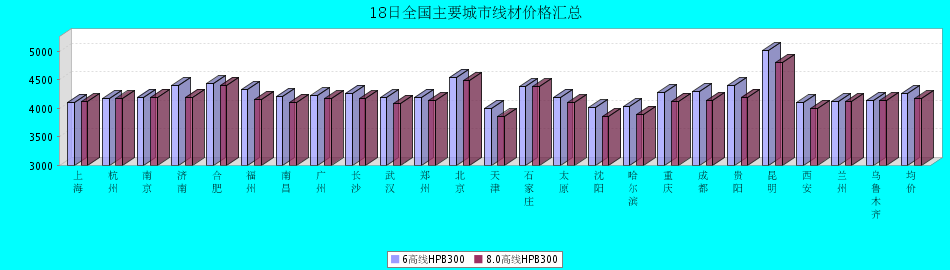 18日全国主要城市线材价格汇总
5000
4500
4000
3500
3000
上海
杭州
南京
济南
合肥
福州
南昌
广州
长沙
武汉
郑州
北京
天津
石家庄
太原
沈阳
哈尔滨
重庆
成都
贵阳
昆明
西安
兰州
乌鲁木齐
均价
6高线HPB300
8.0高线HPB300